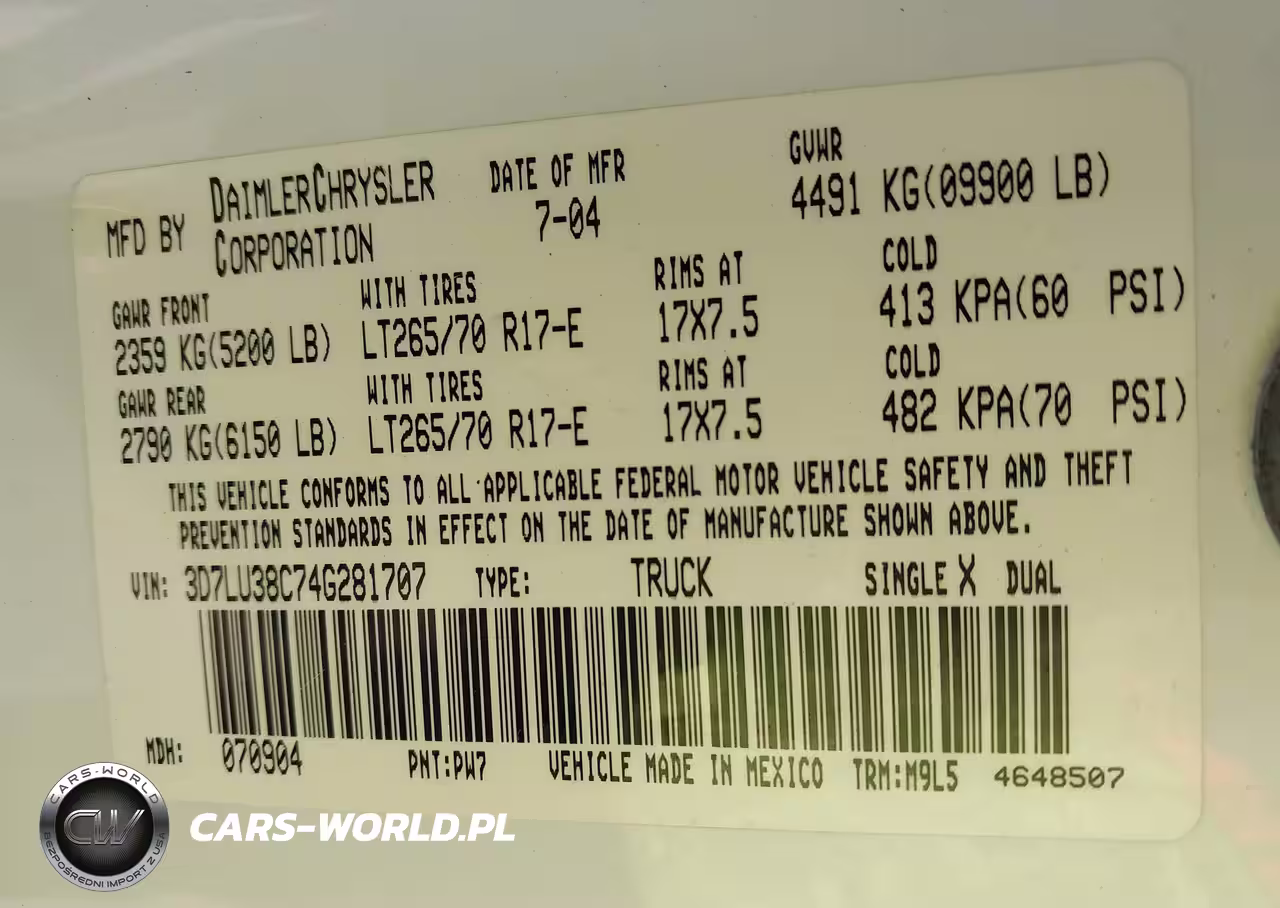 MFD BY DAIMLERCHRYSLER CORPORATION DATE OF MFR 7-04 GVWR 4491 KG(09900 LB)
GAWR FRONT WITH TIRES RIMS AT COLD
2359 KG(5200 LB) LT265/70 R17-E 17X7.5 413 KPA(60 PSI)
GAWR REAR WITH TIRES RIMS AT COLD
2790 KG(6150 LB) LT265/70 R17-E 17X7.5 482 KPA(70 PSI)
THIS VEHICLE CONFORMS TO ALL APPLICABLE FEDERAL MOTOR VEHICLE SAFETY AND THEFT
PREVENTION STANDARDS IN EFFECT ON THE DATE OF MANUFACTURE SHOWN ABOVE.
VIN: 3D7LU38C74G281707 TYPE: TRUCK SINGLE X DUAL
MDH: 070904 PNT:PW7 VEHICLE MADE IN MEXICO TRM:M9L5 4648507
CARS-WORLD
CW
BEZPOŚREDNI IMPORT Z USA
CARS-WORLD.PL